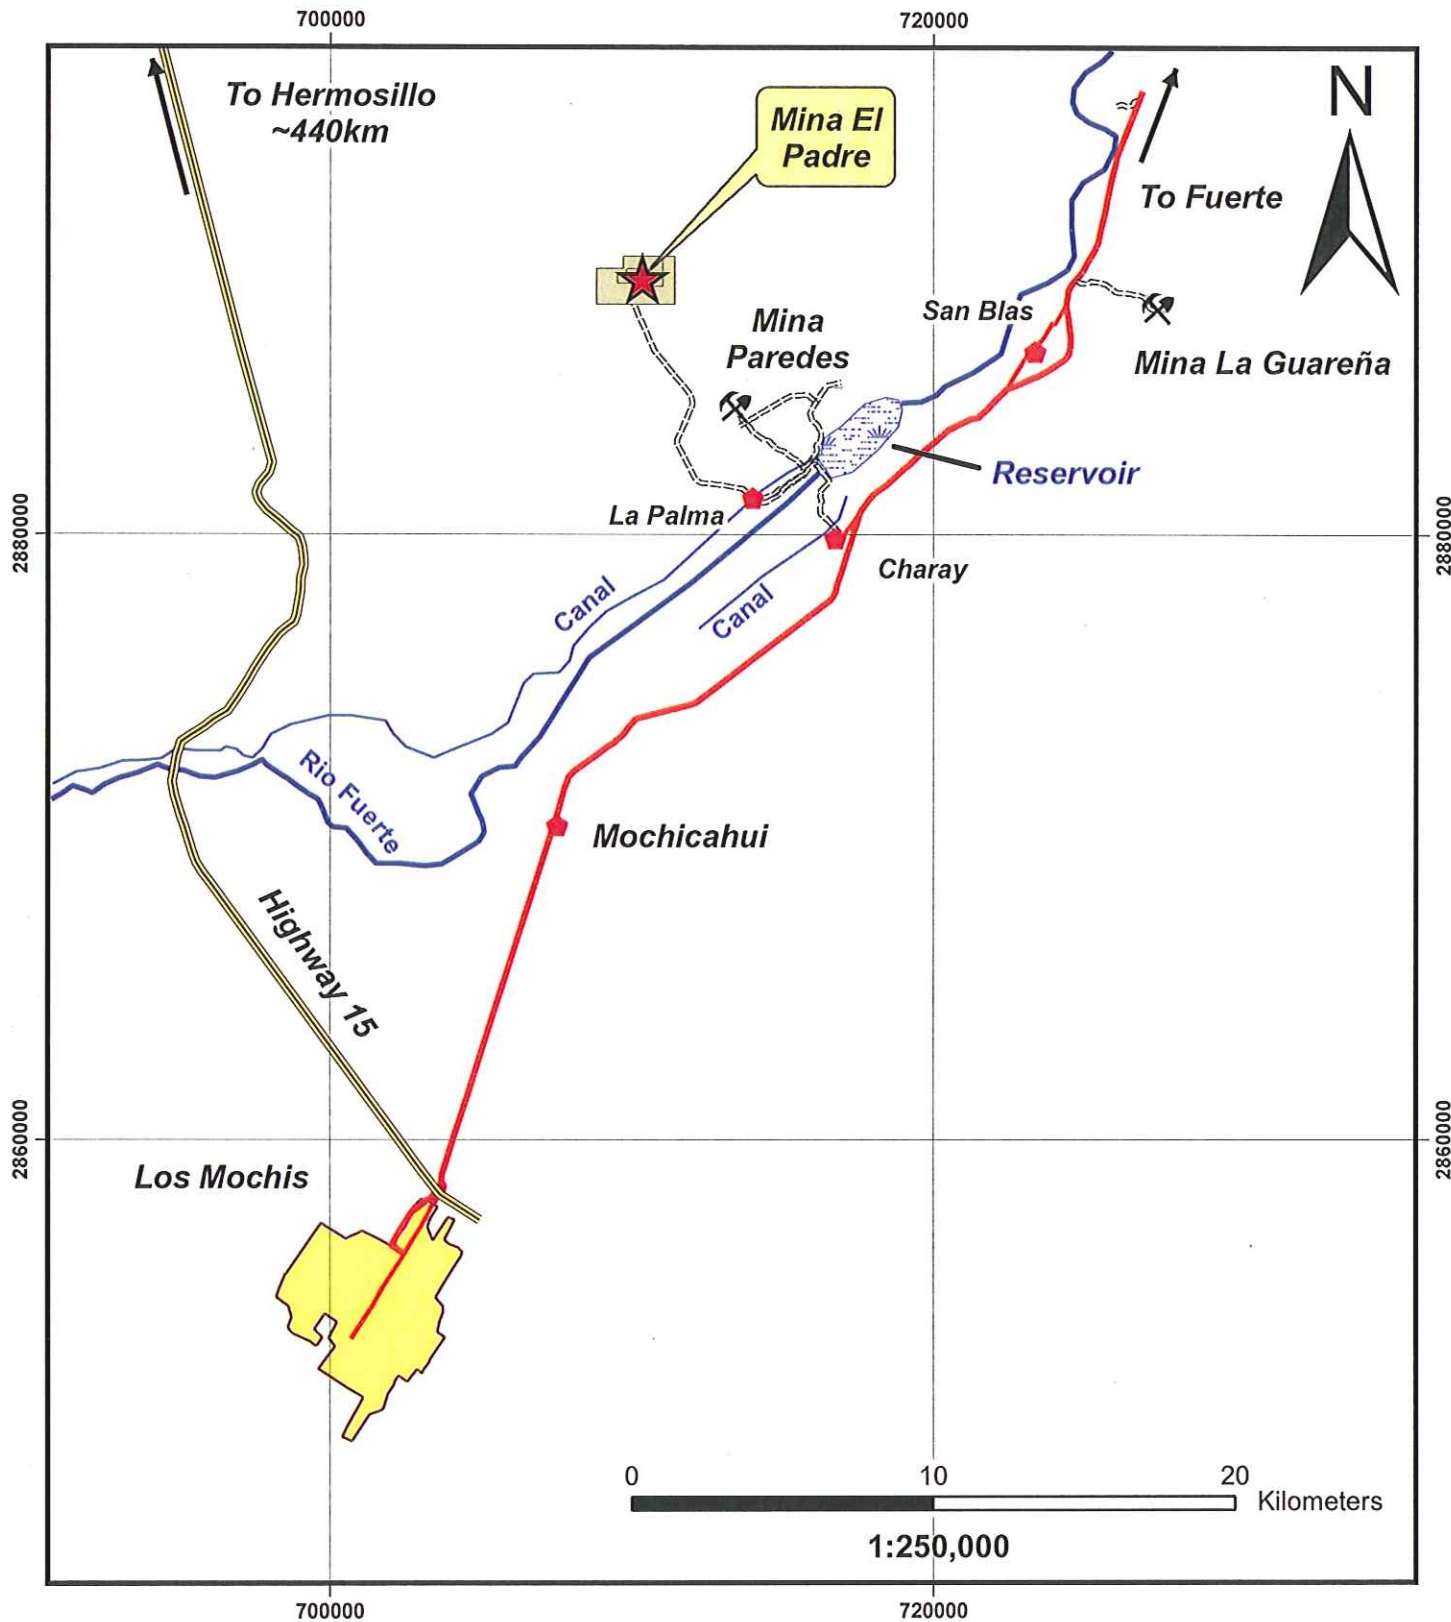 700000
720000
To Hermosillo
~440km
Mina El
Padre
N
To Fuerte
San Blas
Mina
Paredes
Mina La Guareña
Reservoir
La Palma
2880000
2880000
Charay
Canal
Canal
Rio Fuerte
Mochicahui
Highway 15
2860000
2860000
Los Mochis
0
10
20
Kilometers
1:250,000
700000
720000